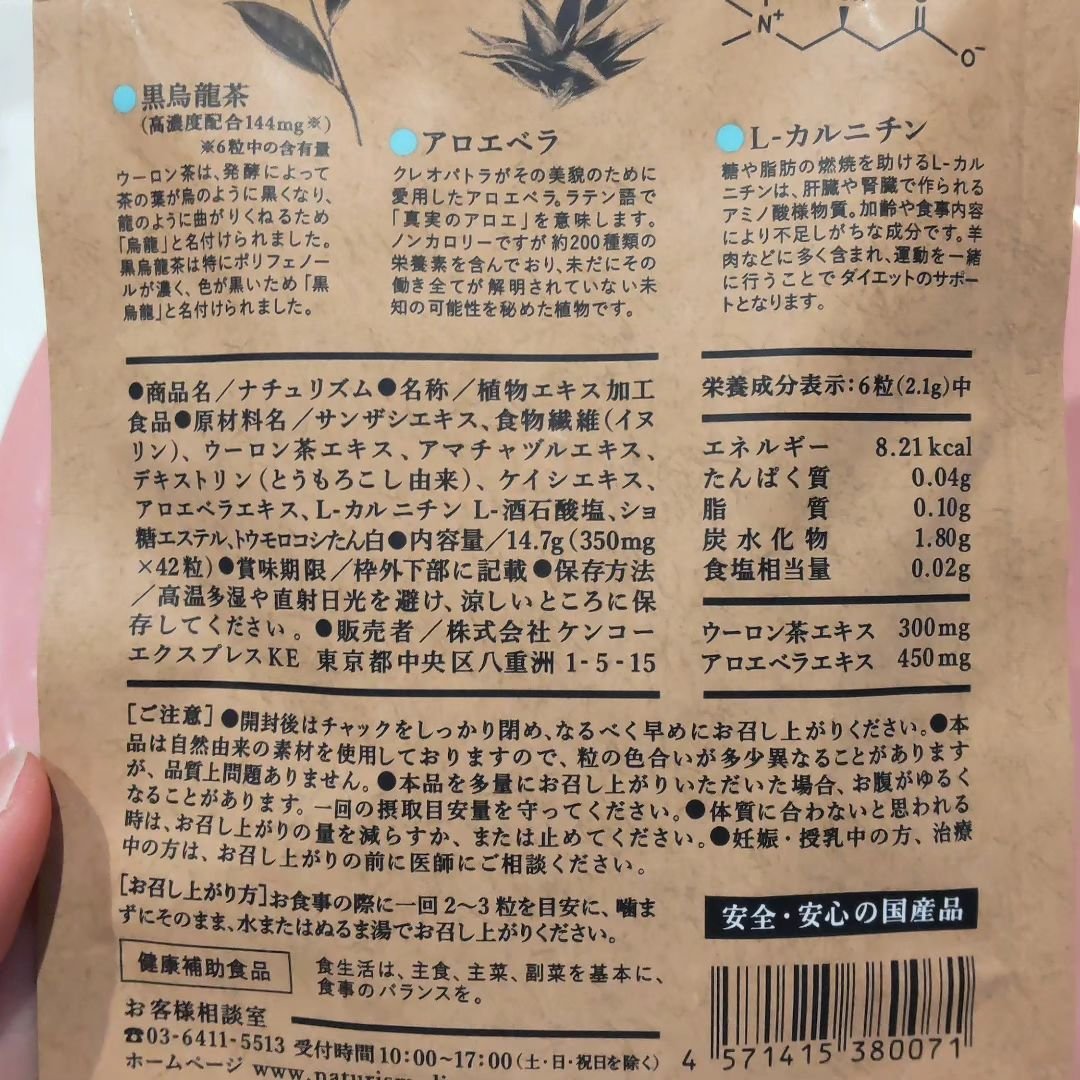 黒烏龍茶
(高濃度配合144mg※)
※6粒中の含有量
ウーロン茶は、発酵によって
茶の葉が烏のように黒くなり、
龍のように曲がりくねるため
「烏龍」と名付けられました。
黒烏龍茶は特にポリフェノー
ルが濃く、色が黒いため「黒
烏龍」と名付けられました。
アロエベラ
クレオパトラがその美貌のために
愛用したアロエベラ。ラテン語で
「真実のアロエ」を意味します。
ノンカロリーですが約200種類の
栄養素を含んでおり、未だにその
働き全てが解明されていない未
知の可能性を秘めた植物です。
N+
O-
L-カルニチン
糖や脂肪の燃焼を助けるL-カル
ニチンは、肝臓や腎臓で作られる
アミノ酸様物質。加齢や食事内容
により不足しがちな成分です。羊
肉などに多く含まれ、運動を一緒
に行うことでダイエットのサポー
トとなります。
●商品名／ナチュリズム●名称／植物エキス加工
食品●原材料名／サンザシエキス、食物繊維(イヌ
リン)、ウーロン茶エキス、アマチャヅルエキス、
デキストリン(とうもろこし由来)、ケイシエキス、
アロエベラエキス、L-カルニチン L-酒石酸塩、ショ
糖エステル、トウモロコシたん白●内容量／14.7g(350mg
×42粒)●賞味期限／枠外下部に記載●保存方法
／高温多湿や直射日光を避け、涼しいところに保
存してください。●販売者／株式会社ケンコー
エクスプレスKE 東京都中央区八重洲 1-5-15
栄養成分表示：6粒(2.1g)中
エネルギー 8.21kcal
たんぱく質 0.04g
脂質 0.10g
炭水化物 1.80g
食塩相当量 0.02g
ウーロン茶エキス 300mg
アロエベラエキス 450mg
[ご注意]●開封後はチャックをしっかり閉め、なるべく早めにお召し上がりください。●本
品は自然由来の素材を使用しておりますので、粒の色合いが多少異なることがあります
が、品質上問題ありません。●本品を多量にお召し上がりいただいた場合、お腹がゆるく
なることがあります。一回の摂取目安量を守ってください。●体質に合わないと思われる
時は、お召し上がりの量を減らすか、または止めてください。●妊娠・授乳中の方、治療
中の方は、お召し上がりの前に医師にご相談ください。
[お召し上がり方]お食事の際に一回2～3粒を目安に、噛ま
ずにそのまま、水またはぬるま湯でお召し上がりください。
安全・安心の国産品
健康補助食品
食生活は、主食、主菜、副菜を基本に、
食事のバランスを。
お客様相談室
☎03-6411-5513 受付時間10:00～17:00(土・日・祝日を除く)
ホームページ
4 571415 380071